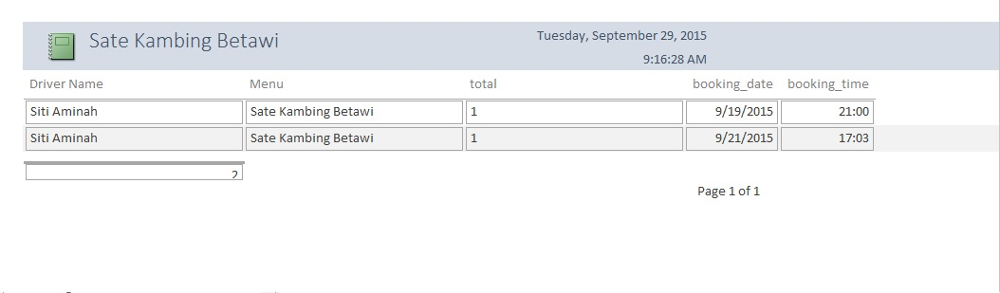 Sate Kambing Betawi
Tuesday, September 29, 2015
9:16:28 AM
Driver Name Menu total booking_date booking_time
Siti Aminah Sate Kambing Betawi 1 9/19/2015 21:00
Siti Aminah Sate Kambing Betawi 1 9/21/2015 17:03
2
Page 1 of 1